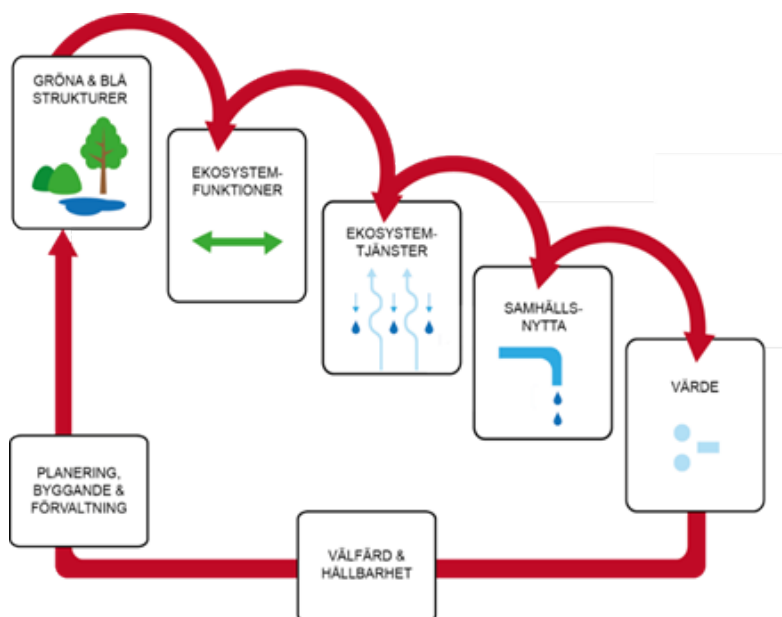 GRÖNA & BLÅ
STRUKTURER
EKOSYSTEM-
FUNKTIONER
EKOSYSTEM-
TJÄNSTER
SAMHÄLLS-
NYTTA
VÄRDE
VÄLFÄRD &
HÅLLBARHET
PLANERING,
BYGGANDE &
FÖRVALTNING